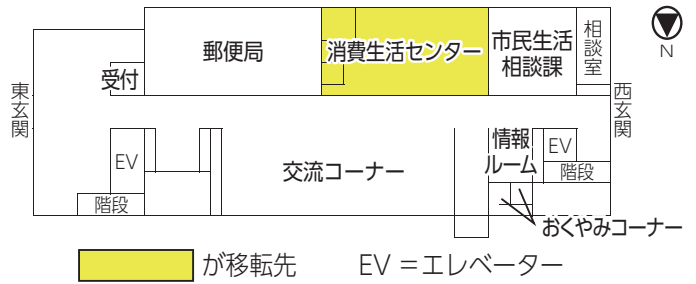 郵便局
消費生活センター
市民生活
相談課
相談室
N
受付
東玄関
西玄関
EV
階段
交流コーナー
情報
ルーム
EV
階段
おくやみコーナー
が移転先
EV＝エレベーター